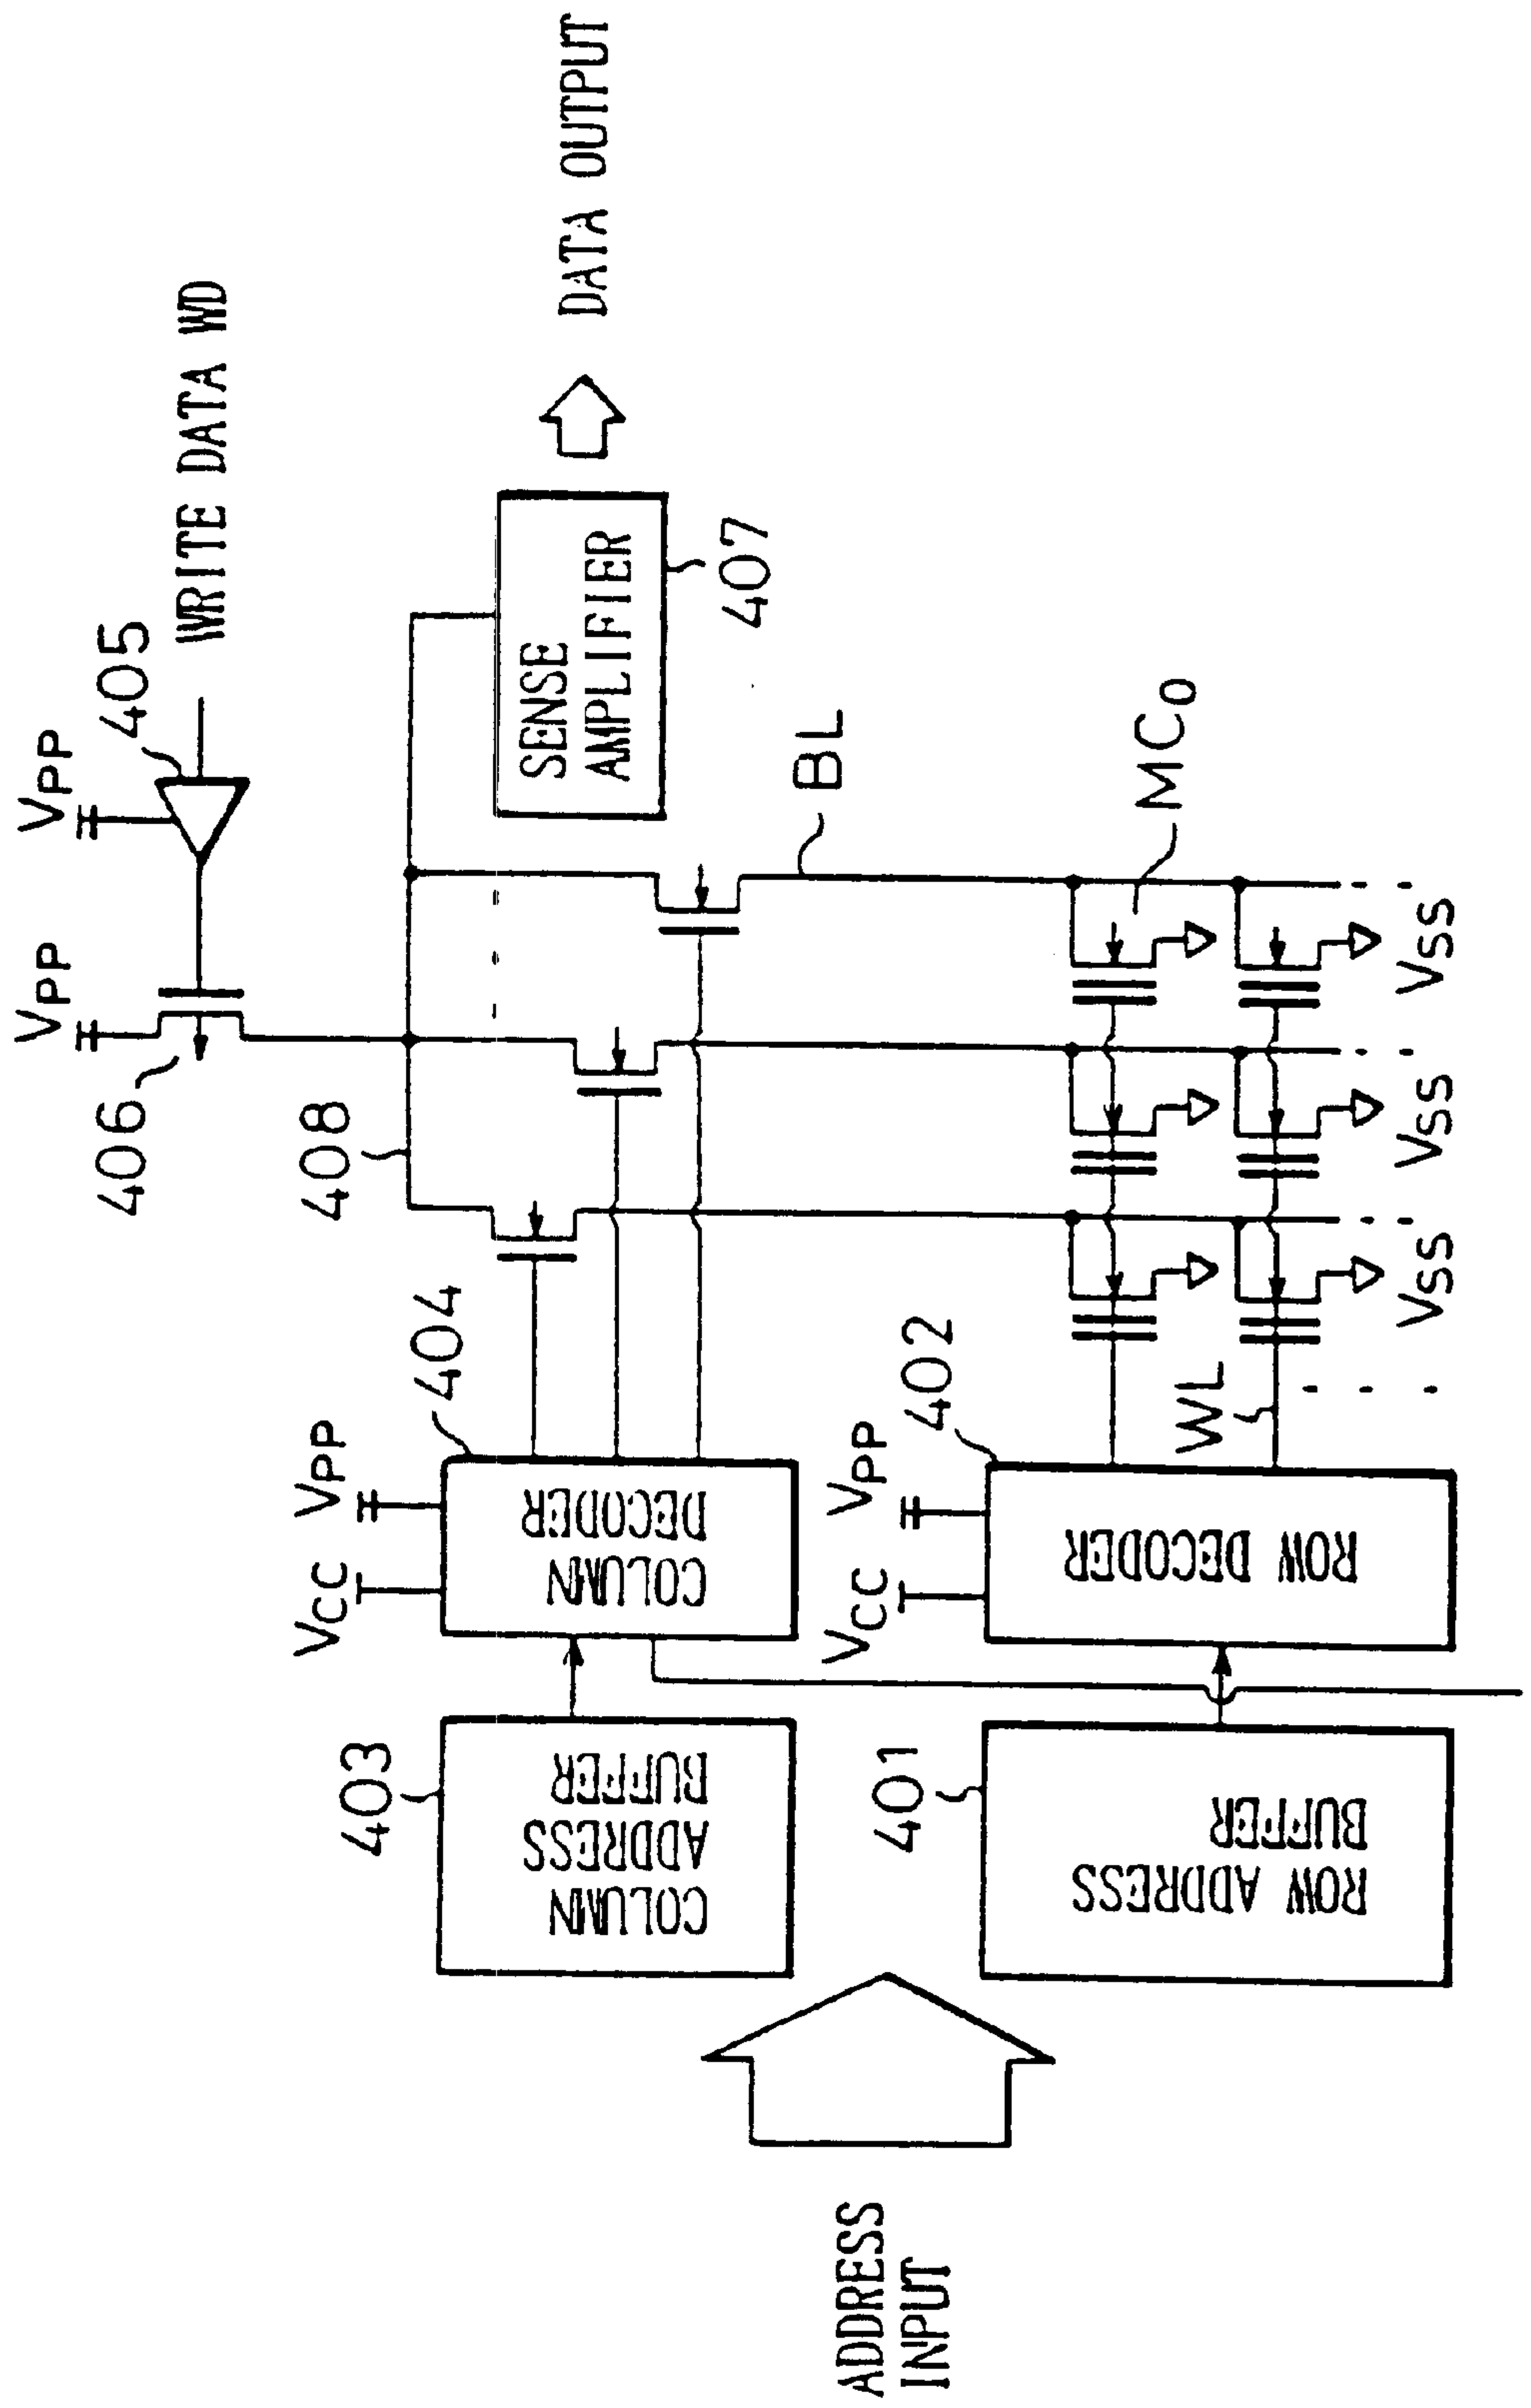 VPP
VPP
405
WRITE DATA WD
406
408
VCC
VPP
404
403
COLUMN
ADDRESS
BUFFER
COLUMN
DECODER
SENSE
AMPLIFIER
DATA OUTPUT
407
BL
ADDRESS
INPUT
VCC
VPP
402
401
ROW ADDRESS
BUFFER
ROW DECODER
WL
MC0
VSS
VSS
VSS